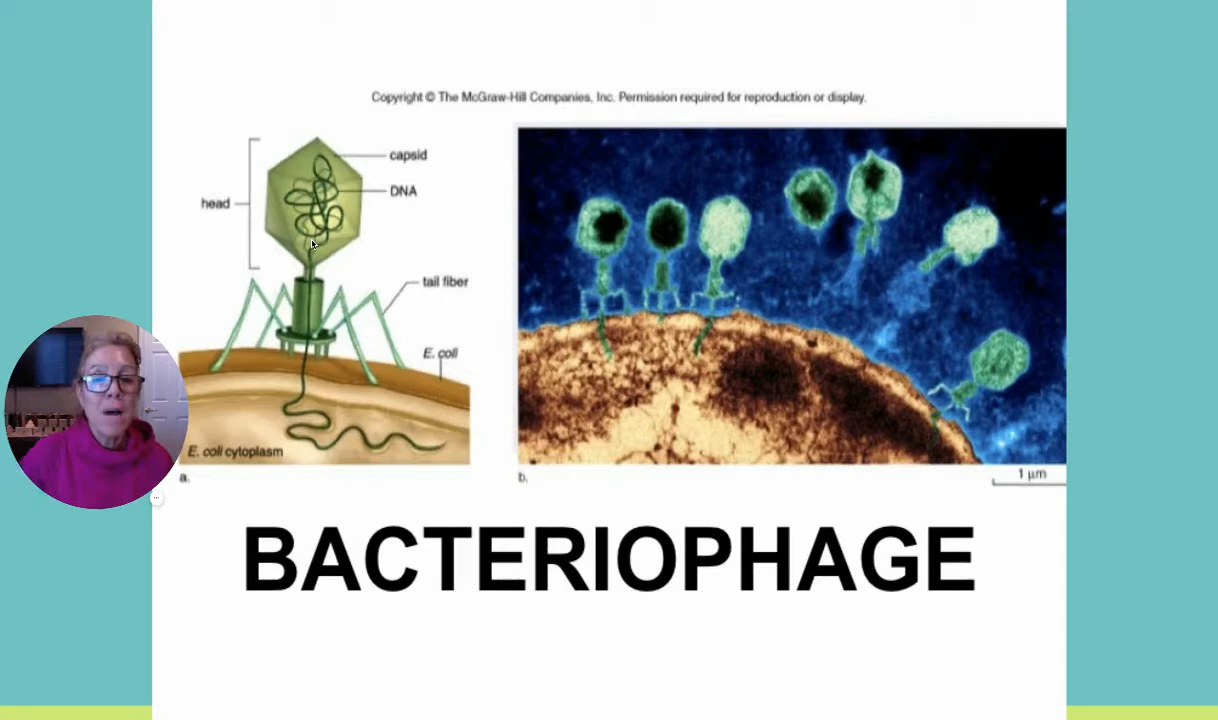 Copyright © The McGraw-Hill Companies, Inc. Permission required for reproduction or display.
capsid
DNA
head
tail fiber
E. coli
E. coli cytoplasm
a.
b.
1 μm
BACTERIOPHAGE